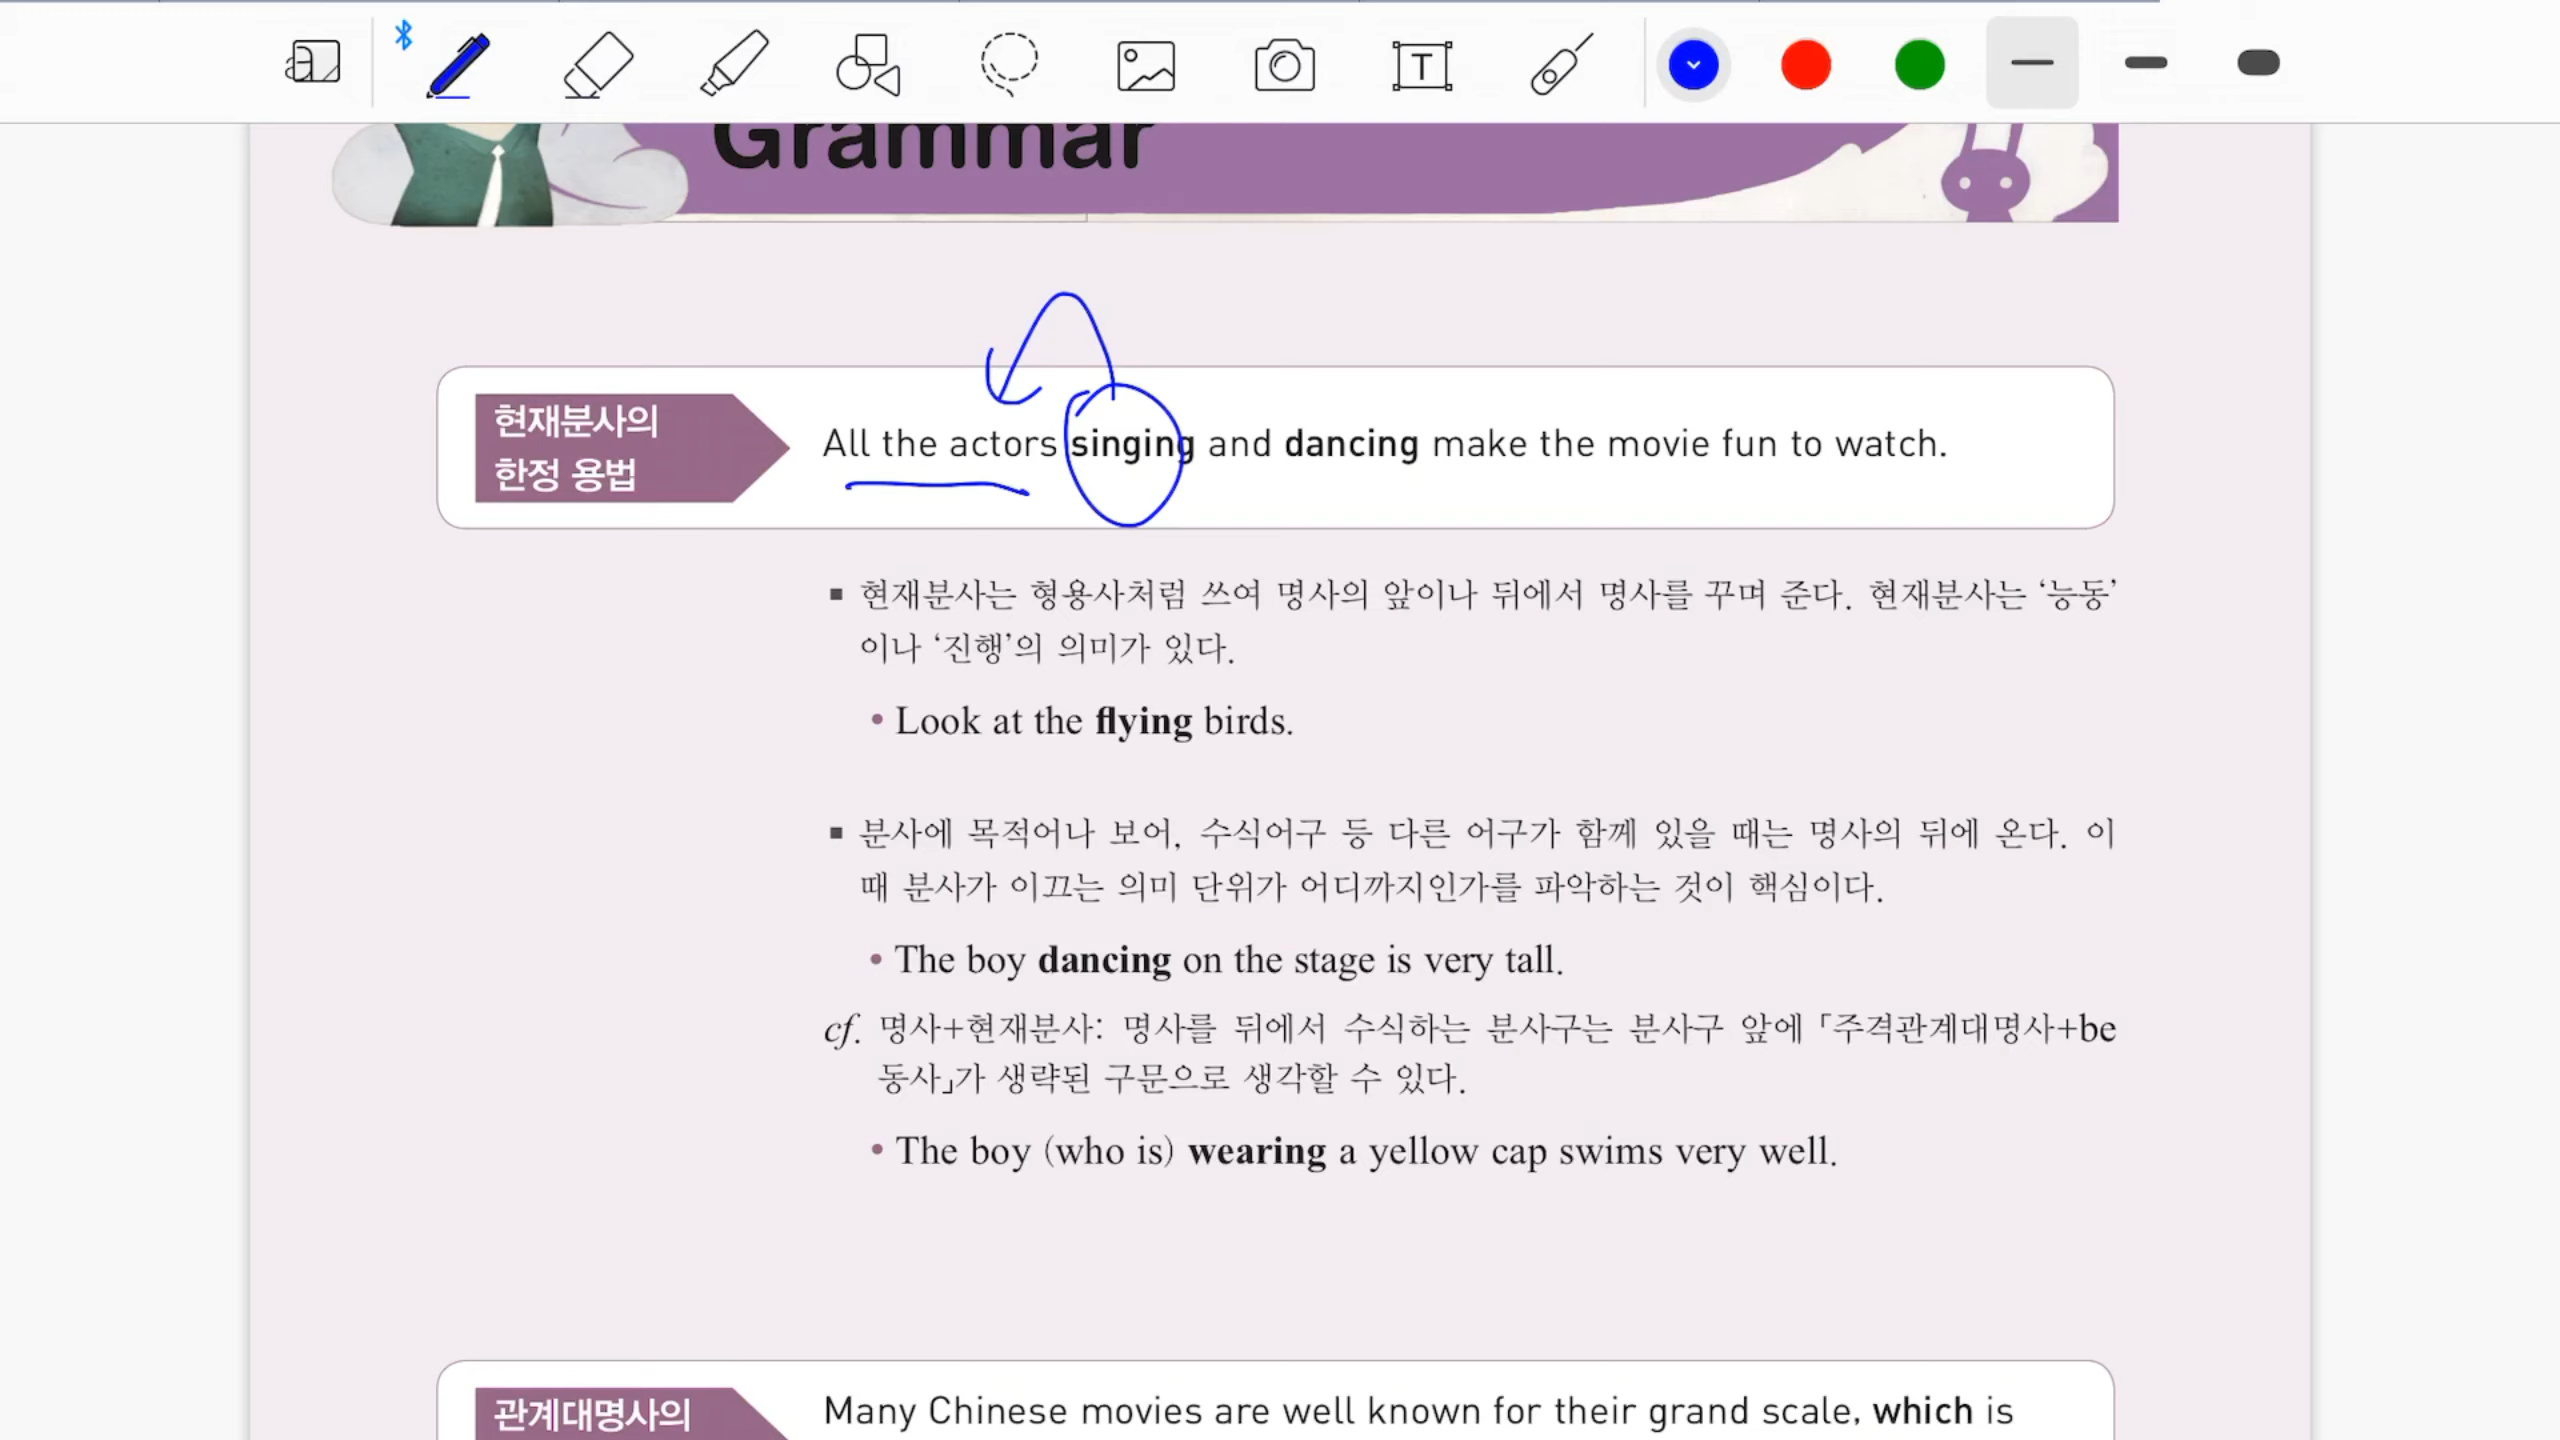 Grammar
현재분사의
한정 용법
All the actors singing and dancing make the movie fun to watch.
▪ 현재분사는 형용사처럼 쓰여 명사의 앞이나 뒤에서 명사를 꾸며 준다. 현재분사는 ‘능동’
이나 ‘진행’의 의미가 있다.
• Look at the flying birds.
▪ 분사에 목적어나 보어, 수식어구 등 다른 어구가 함께 있을 때는 명사의 뒤에 온다. 이
때 분사가 이끄는 의미 단위가 어디까지인가를 파악하는 것이 핵심이다.
• The boy dancing on the stage is very tall.
cf. 명사+현재분사: 명사를 뒤에서 수식하는 분사구는 분사구 앞에 「주격관계대명사+be
동사」가 생략된 구문으로 생각할 수 있다.
• The boy (who is) wearing a yellow cap swims very well.
관계대명사의
Many Chinese movies are well known for their grand scale, which is